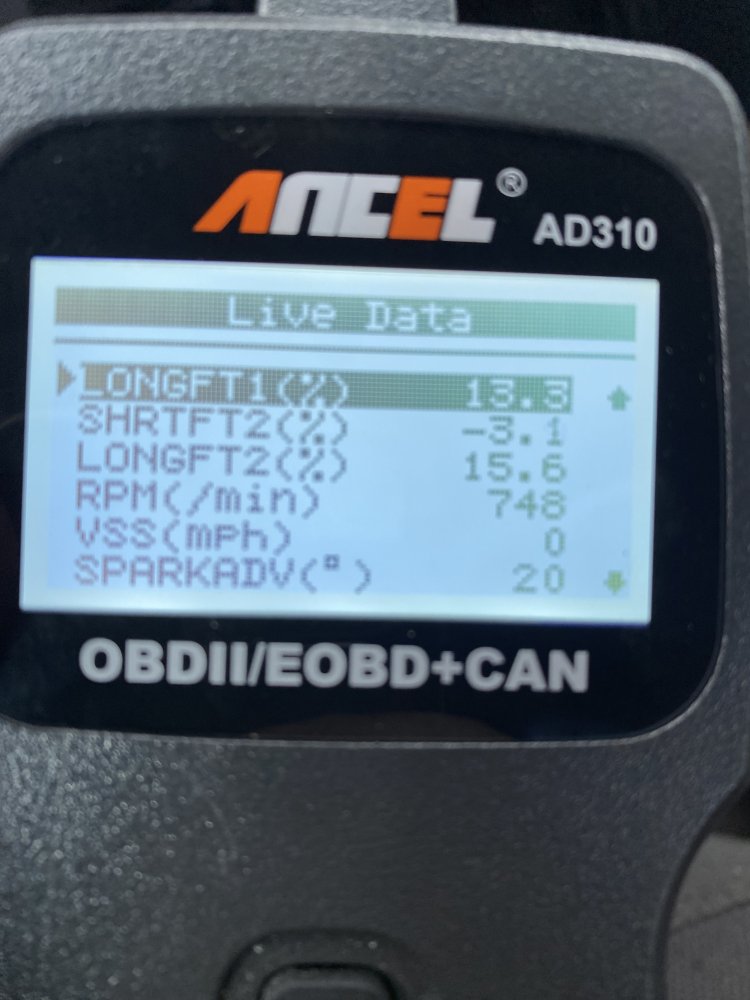 ANCEL® AD310
Live Data
LONGFT1(%) 13.3
SHRTFT2(%) -3.1
LONGFT2(%) 15.6
RPM(/min) 748
VSS(mph) 0
SPARKADV(°) 20
OBDII/EOBD+CAN